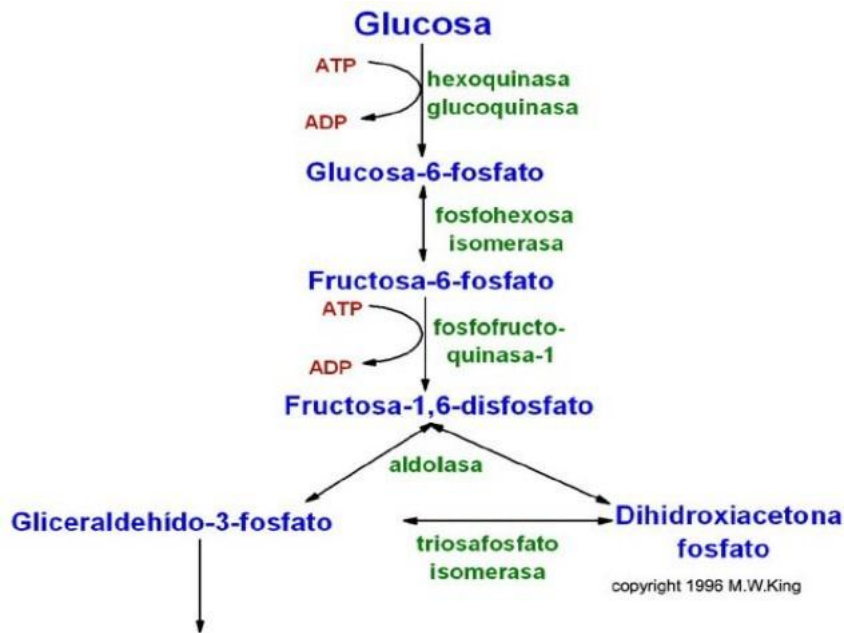 Glucosa
ATP
hexoquinasa
glucoquinasa
ADP
Glucosa-6-fosfato
fosfohexosa
isomerasa
Fructosa-6-fosfato
ATP
fosfofructo-
quinasa-1
ADP
Fructosa-1,6-disfosfato
aldolasa
Gliceraldehído-3-fosfato
Dihidroxiacetona
fosfato
triosafosfato
isomerasa
copyright 1996 M.W.King